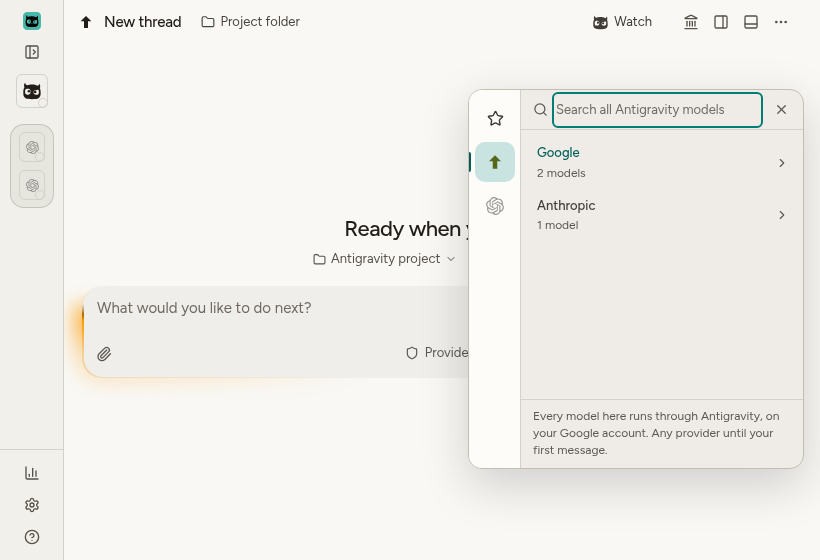 New thread
Project folder
Watch
Search all Antigravity models
Google
2 models
Anthropic
1 model
Ready when
Antigravity project
What would you like to do next?
Provide
Every model here runs through Antigravity, on
your Google account. Any provider until your
first message.